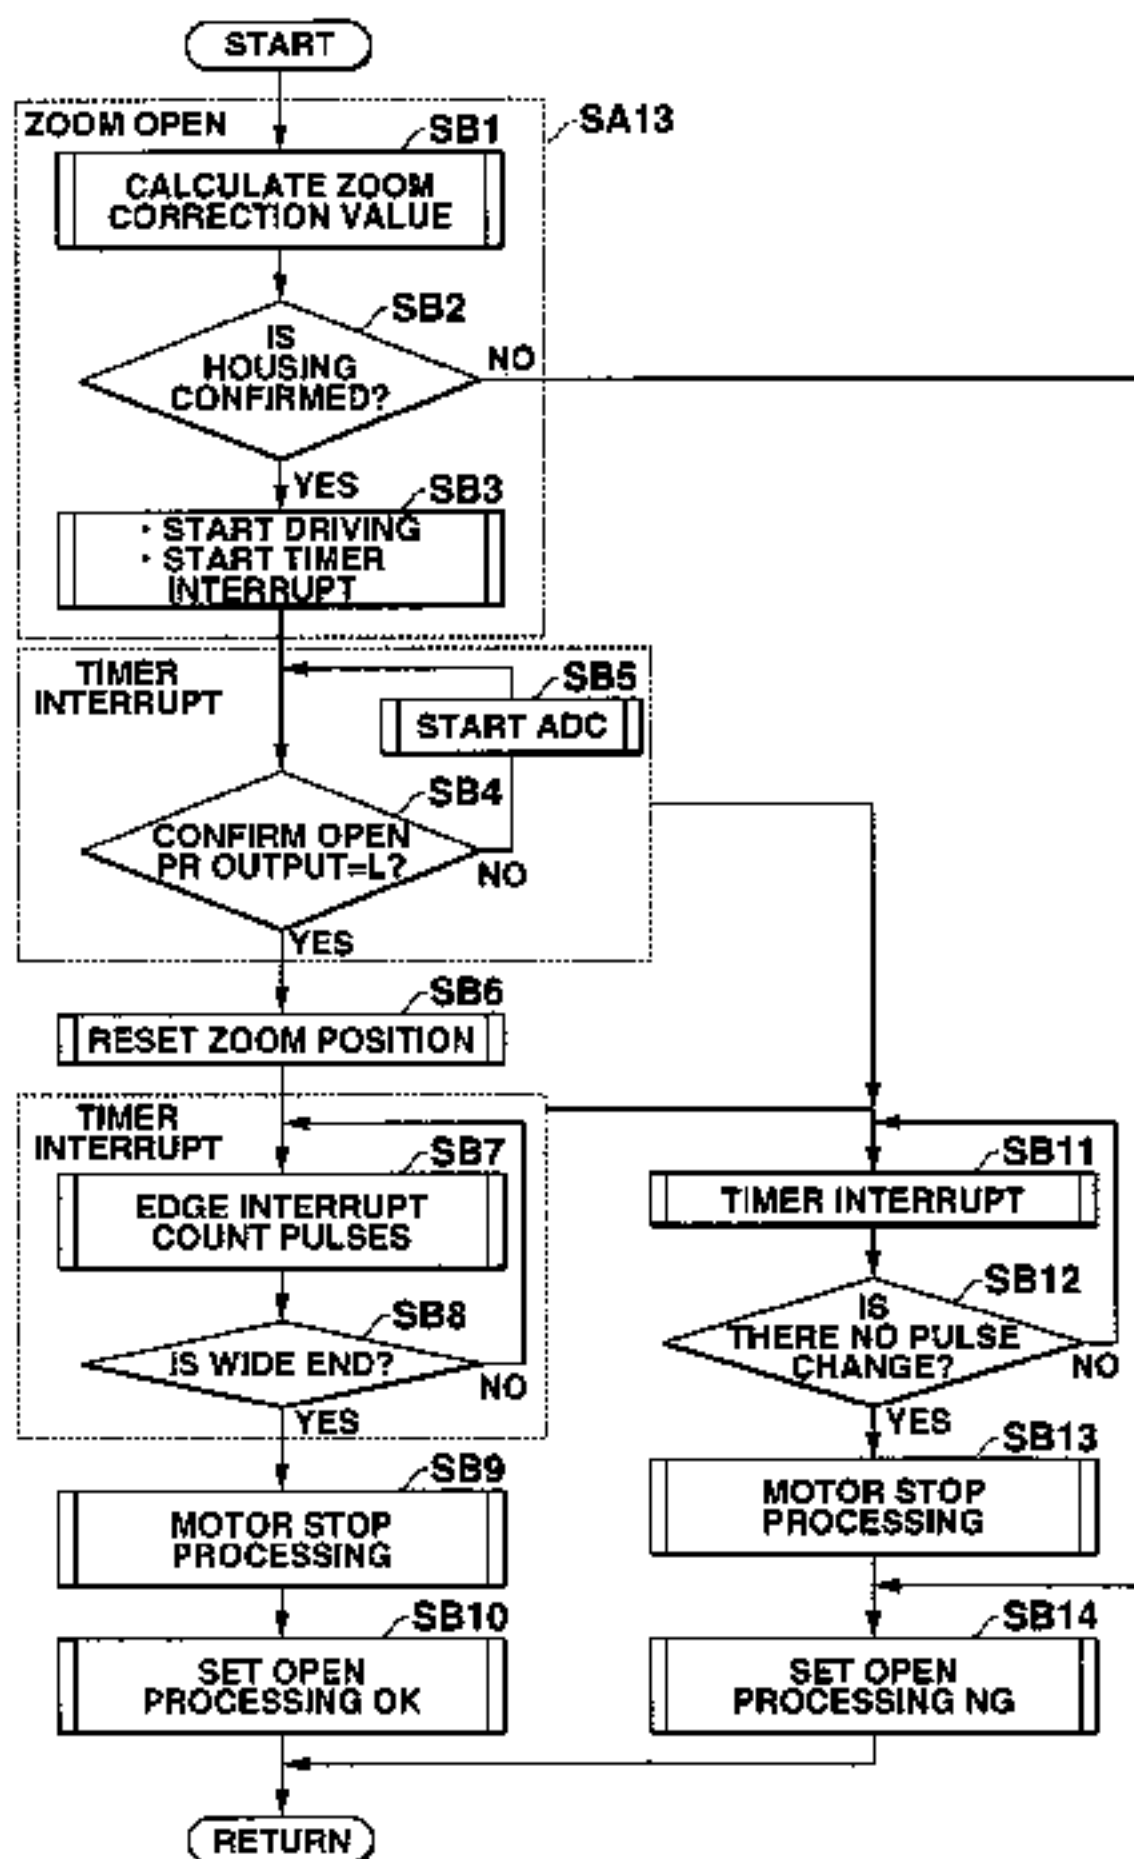 START
ZOOM OPEN
SA13
SB1
CALCULATE ZOOM
CORRECTION VALUE
SB2
IS
HOUSING
CONFIRMED?
NO
YES
SB3
· START DRIVING
· START TIMER
INTERRUPT
TIMER
INTERRUPT
SB5
START ADC
SB4
CONFIRM OPEN
PR OUTPUT=L?
NO
YES
SB6
RESET ZOOM POSITION
TIMER
INTERRUPT
SB7
EDGE INTERRUPT
COUNT PULSES
SB8
IS WIDE END?
NO
YES
SB9
MOTOR STOP
PROCESSING
SB10
SET OPEN
PROCESSING OK
SB11
TIMER INTERRUPT
SB12
IS
THERE NO PULSE
CHANGE?
NO
YES
SB13
MOTOR STOP
PROCESSING
SB14
SET OPEN
PROCESSING NG
RETURN